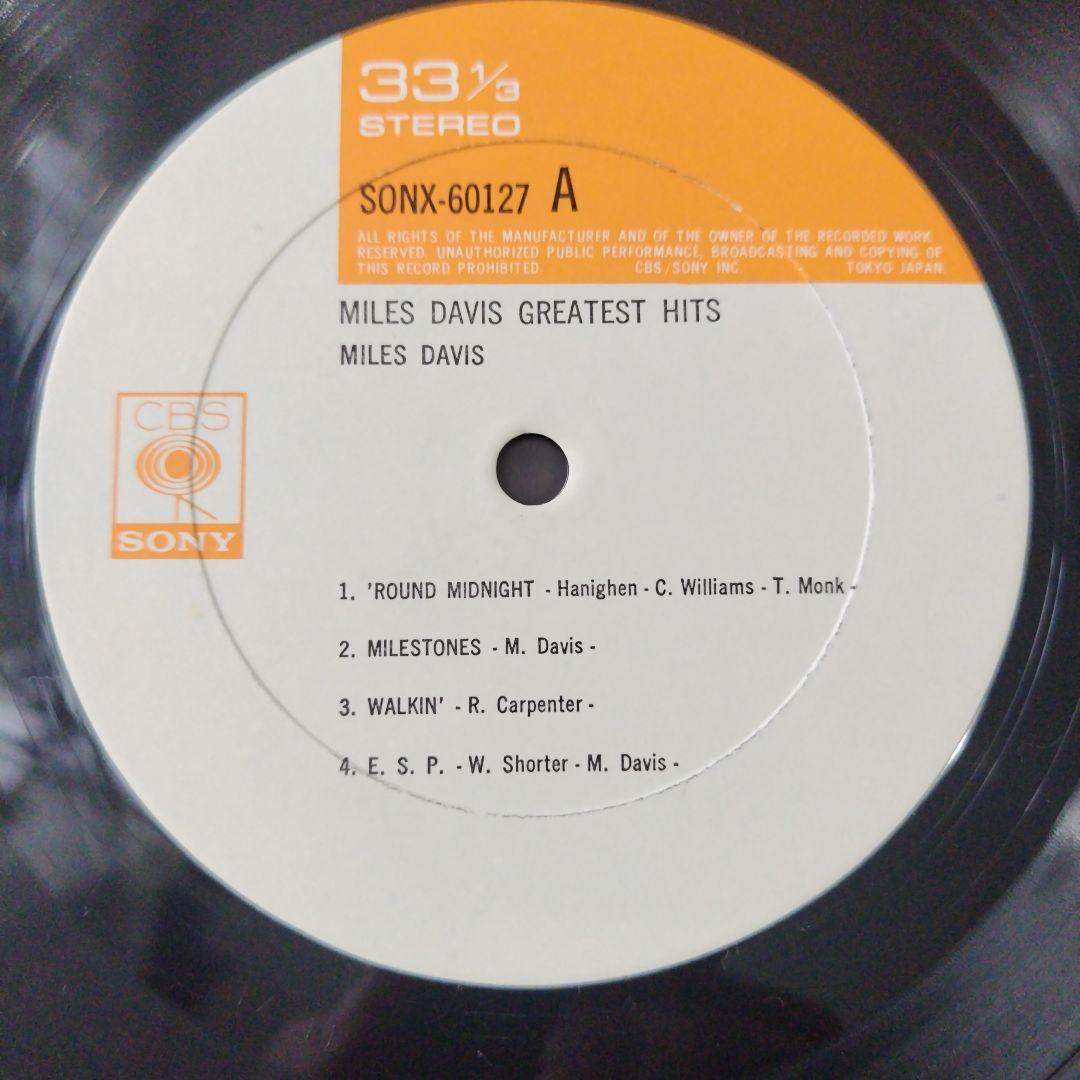 33 1/3
STEREO
SONX-60127 A
ALL RIGHTS OF THE MANUFACTURER AND OF THE OWNER OF THE RECORDED WORK
RESERVED. UNAUTHORIZED PUBLIC PERFORMANCE, BROADCASTING AND COPYING OF
THIS RECORD PROHIBITED. CBS/SONY INC. TOKYO JAPAN
MILES DAVIS GREATEST HITS
MILES DAVIS
CBS
SONY
1. 'ROUND MIDNIGHT - Hanighen - C. Williams - T. Monk -
2. MILESTONES - M. Davis -
3. WALKIN' - R. Carpenter -
4. E. S. P. - W. Shorter - M. Davis -